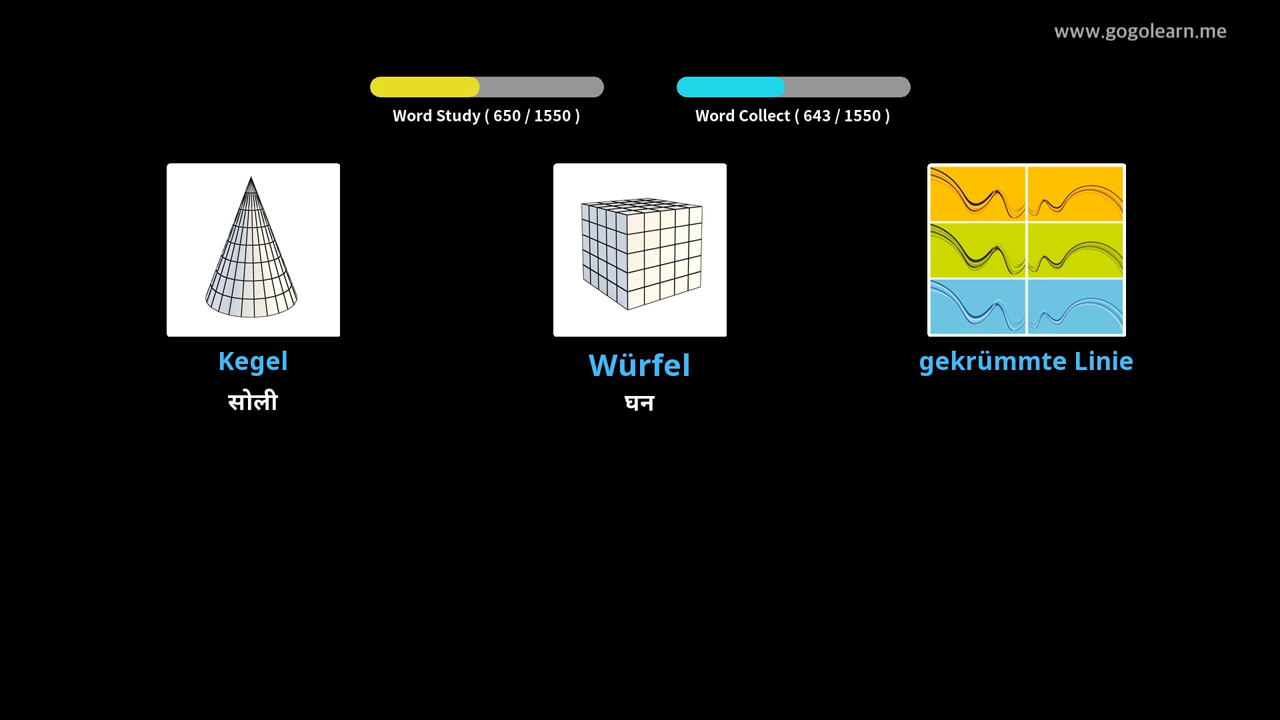 www.gogolearn.me
Word Study ( 650 / 1550 )
Word Collect ( 643 / 1550 )
Kegel
सोली
Würfel
घन
gekrümmte Linie